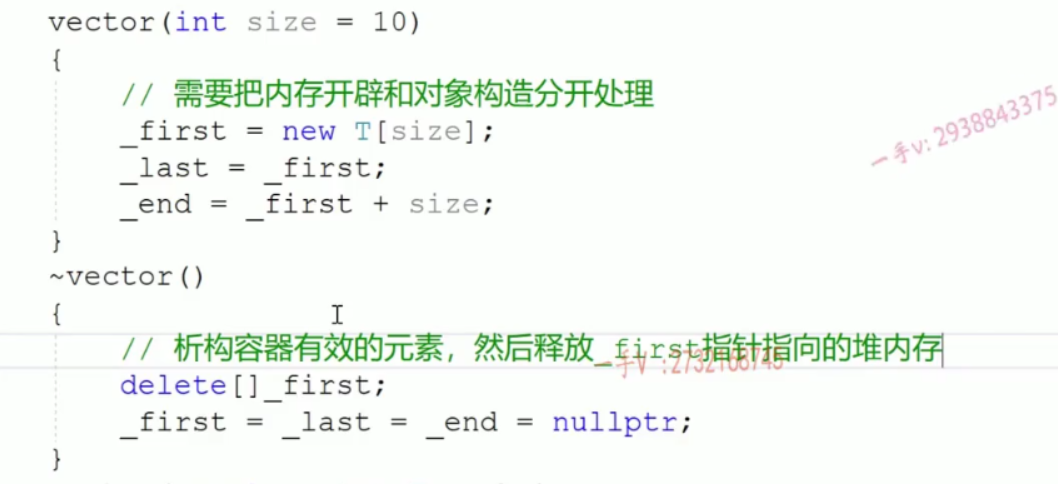 vector(int size = 10)
{
// 需要把内存开辟和对象构造分开处理
_first = new T[size];
_last = _first;
_end = _first + size;
}
~vector()
{
// 析构容器有效的元素，然后释放_first指针指向的堆内存
delete[]_first;
_first = _last = _end = nullptr;
}
一手v: 2938843375
一手V :2732168743